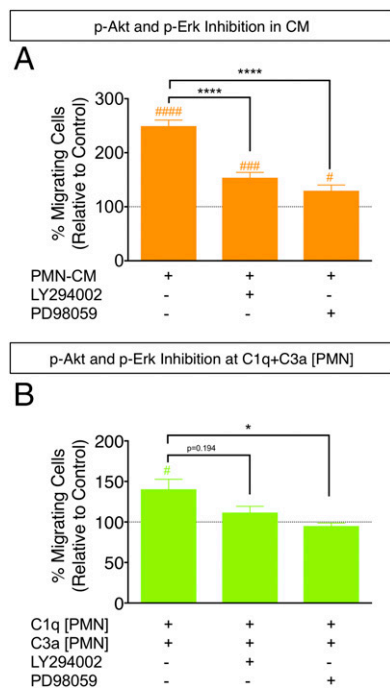 p-Akt and p-Erk Inhibition in CM
A
****
****
####
###
#
% Migrating Cells
(Relative to Control)
300
200
100
0
PMN-CM + + +
LY294002 - + -
PD98059 - - +
p-Akt and p-Erk Inhibition at C1q+C3a [PMN]
B
*
p=0.194
#
% Migrating Cells
(Relative to Control)
200
150
100
50
0
C1q [PMN] + + +
C3a [PMN] + + +
LY294002 - + -
PD98059 - - +